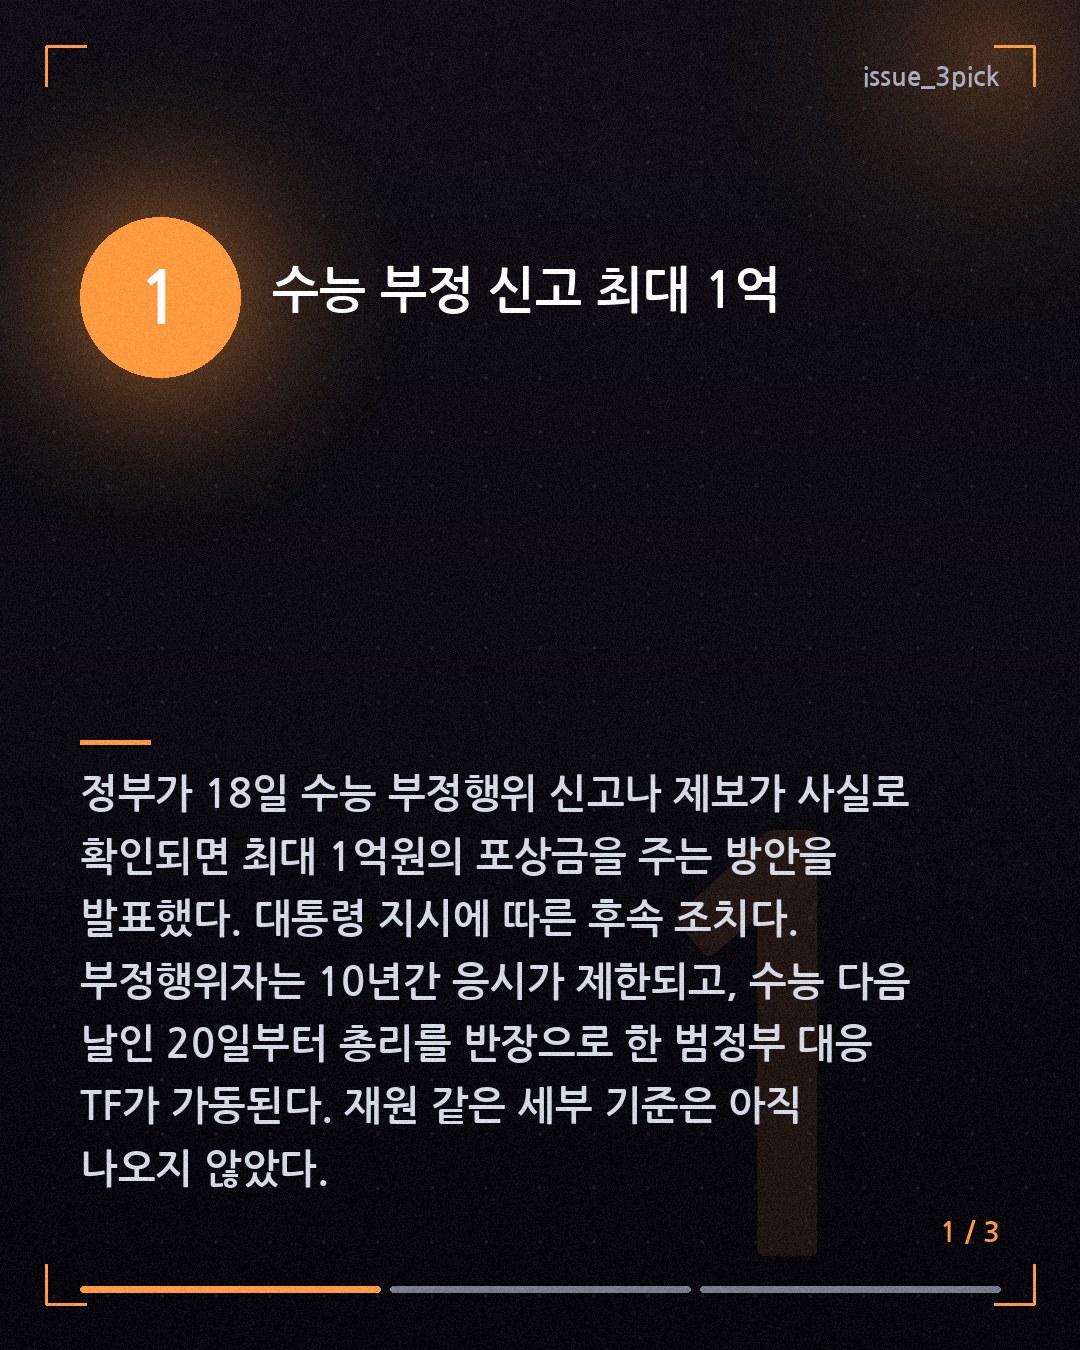 issue_3pick
1
수능 부정 신고 최대 1억
정부가 18일 수능 부정행위 신고나 제보가 사실로
확인되면 최대 1억원의 포상금을 주는 방안을
발표했다. 대통령 지시에 따른 후속 조치다.
부정행위자는 10년간 응시가 제한되고, 수능 다음
날인 20일부터 총리를 반장으로 한 범정부 대응
TF가 가동된다. 재원 같은 세부 기준은 아직
나오지 않았다.
1
1 / 3